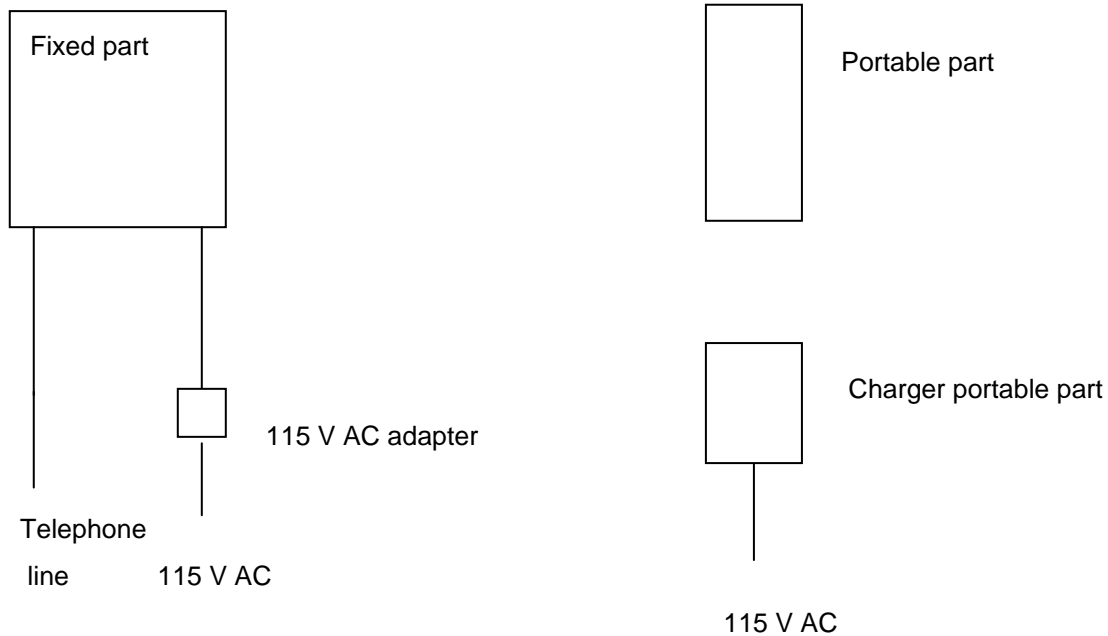 Fixed part
Portable part
Charger portable part
115 V AC adapter
Telephone
line
115 V AC
115 V AC